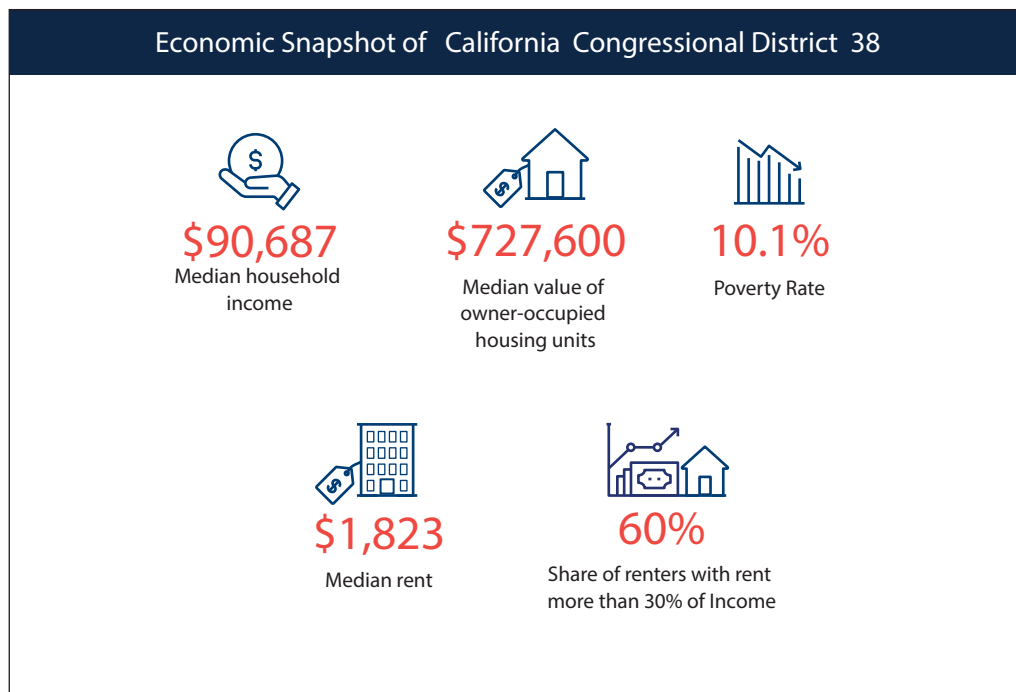 Economic Snapshot of California Congressional District 38
$
$
$90,687
Median household
income
$727,600
Median value of
owner-occupied
housing units
10.1%
Poverty Rate
$
$1,823
Median rent
60%
Share of renters with rent
more than 30% of Income